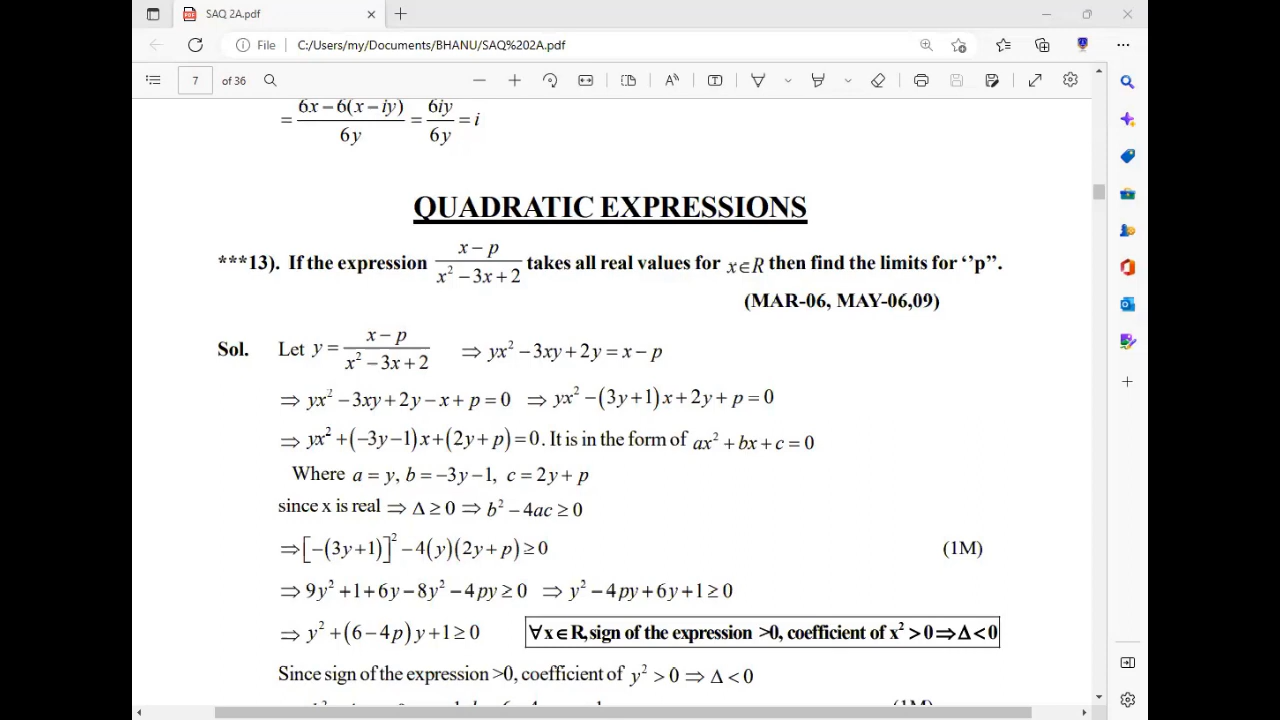 SAQ 2A.pdf
File C:/Users/my/Documents/BHANU/SAQ%202A.pdf
7 of 36
= 6x − 6(x − iy) / 6y = 6iy / 6y = i
QUADRATIC EXPRESSIONS
***13). If the expression (x − p) / (x² − 3x + 2) takes all real values for x ∈ R then find the limits for ‘’p”.
(MAR-06, MAY-06,09)
Sol. Let y = (x − p) / (x² − 3x + 2) ⇒ yx² − 3xy + 2y = x − p
⇒ yx² − 3xy + 2y − x + p = 0 ⇒ yx² − (3y + 1)x + 2y + p = 0
⇒ yx² + (−3y − 1)x + (2y + p) = 0. It is in the form of ax² + bx + c = 0
Where a = y, b = −3y − 1, c = 2y + p
since x is real ⇒ Δ ≥ 0 ⇒ b² − 4ac ≥ 0
⇒ [−(3y + 1)]² − 4(y)(2y + p) ≥ 0 (1M)
⇒ 9y² + 1 + 6y − 8y² − 4py ≥ 0 ⇒ y² − 4py + 6y + 1 ≥ 0
⇒ y² + (6 − 4p)y + 1 ≥ 0 ∀ x ∈ R, sign of the expression >0, coefficient of x² > 0 ⇒ Δ < 0
Since sign of the expression >0, coefficient of y² > 0 ⇒ Δ < 0